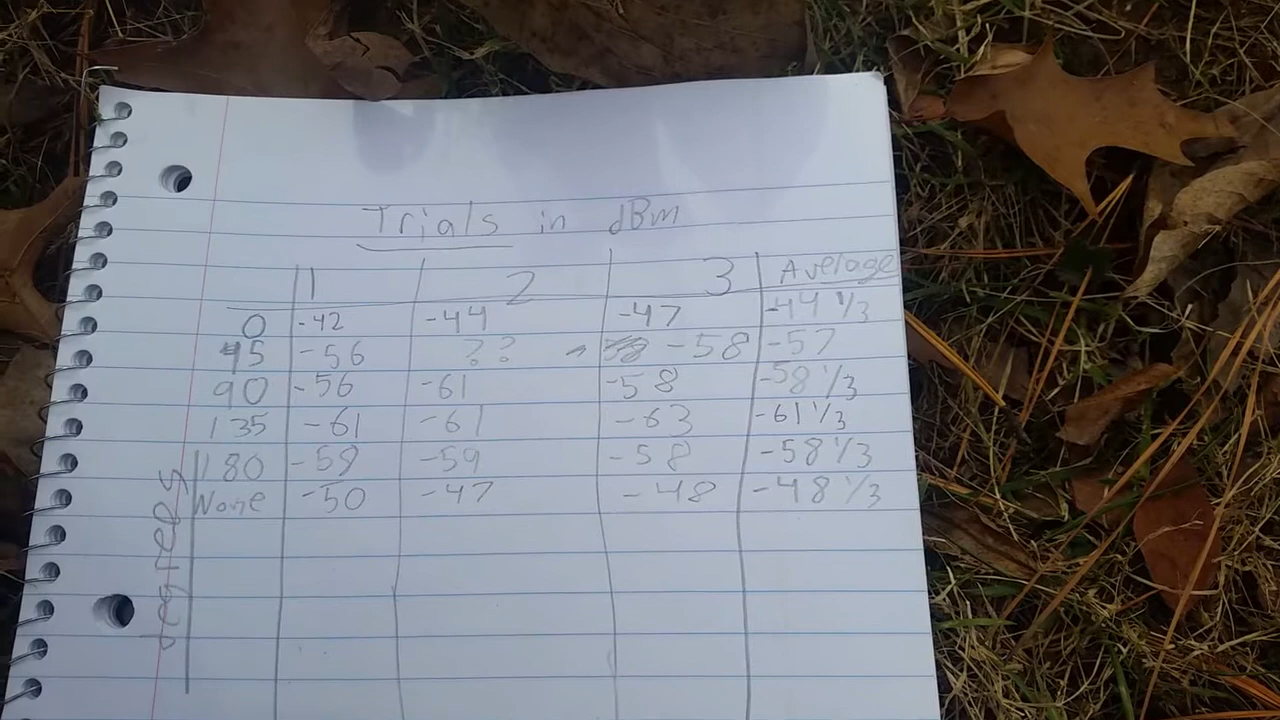 Trials in dBm
1 2 3 Average
0 -42 -44 -47 -44 1/3
45 -56 ?? -58 -57
90 -56 -61 -58 -58 1/3
135 -61 -61 -63 -61 1/3
180 -59 -59 -58 -58 1/3
None -50 -47 -48 -48 1/3
degrees